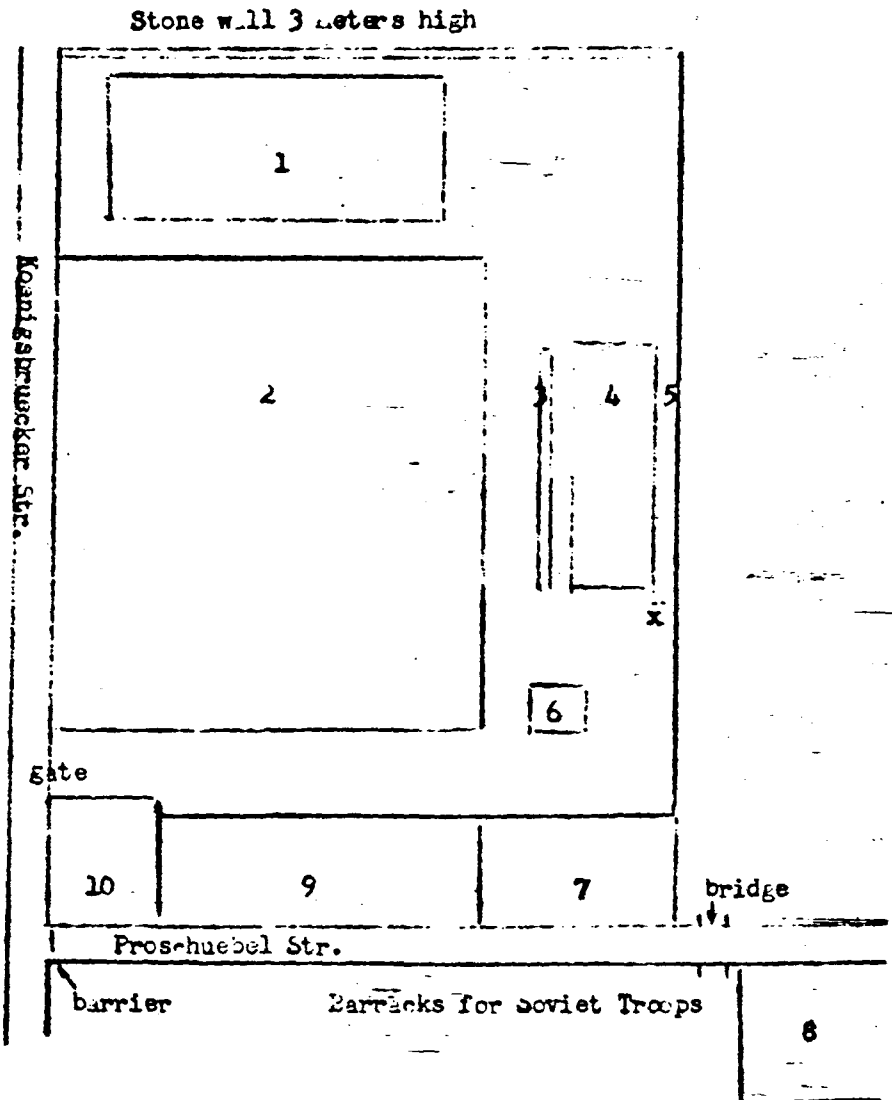 Stone wall 3 meters high
1
Koenigsbruecker Str.
2
3
4
5
x
6
gate
10
9
7
bridge
Proschuebel Str.
barrier
Barracks for Soviet Troops
8